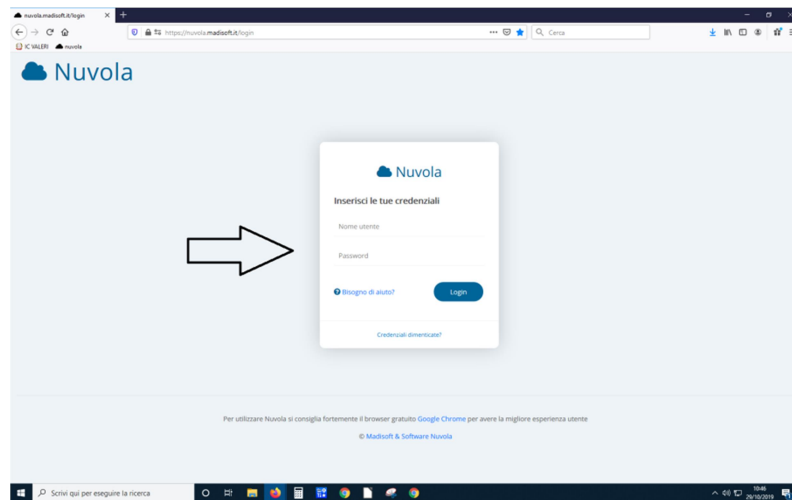 nuvola.madisoft.it/login
https://nuvola.madisoft.it/login
Cerca
IC VALERI nuvola
Nuvola
Nuvola
Inserisci le tue credenziali
Nome utente
Password
Bisogno di aiuto? Login
Credenziali dimenticate?
Per utilizzare Nuvola si consiglia fortemente il browser gratuito Google Chrome per avere la migliore esperienza utente
© Madisoft & Software Nuvola
Scrivi qui per eseguire la ricerca
10:46
29/10/2019